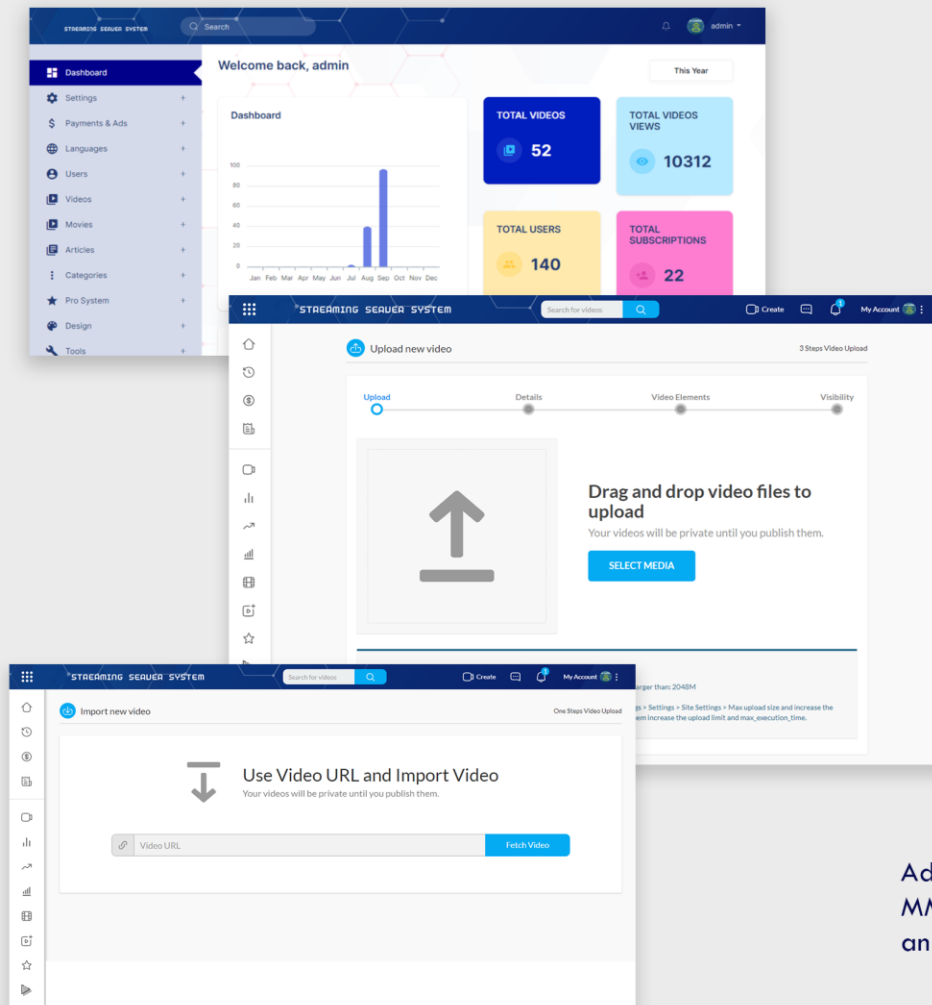 STREAMING SERVER SYSTEM
Search
admin
Dashboard
Settings +
Payments & Ads +
Languages +
Users +
Videos +
Movies +
Articles +
Categories +
Pro System +
Design +
Tools +
Welcome back, admin
This Year
Dashboard
100
80
60
40
20
0
Jan Feb Mar Apr May Jun Jul Aug Sep Oct Nov Dec
TOTAL VIDEOS
52
TOTAL VIDEOS
VIEWS
10312
TOTAL USERS
140
TOTAL
SUBSCRIPTIONS
22
STREAMING SERVER SYSTEM
Search for videos
Create
1
My Account
Upload new video
3 Steps Video Upload
Upload Details Video Elements Visibility
Drag and drop video files to
upload
Your videos will be private until you publish them.
SELECT MEDIA
arger than: 2048M
gs > Settings > Site Settings > Max upload size and increase the
em increase the upload limit and max_execution_time.
STREAMING SERVER SYSTEM
Search for videos
Create
My Account
Import new video
One Steps Video Upload
Use Video URL and Import Video
Your videos will be private until you publish them.
Video URL
Fetch Video
Ad
MM
an